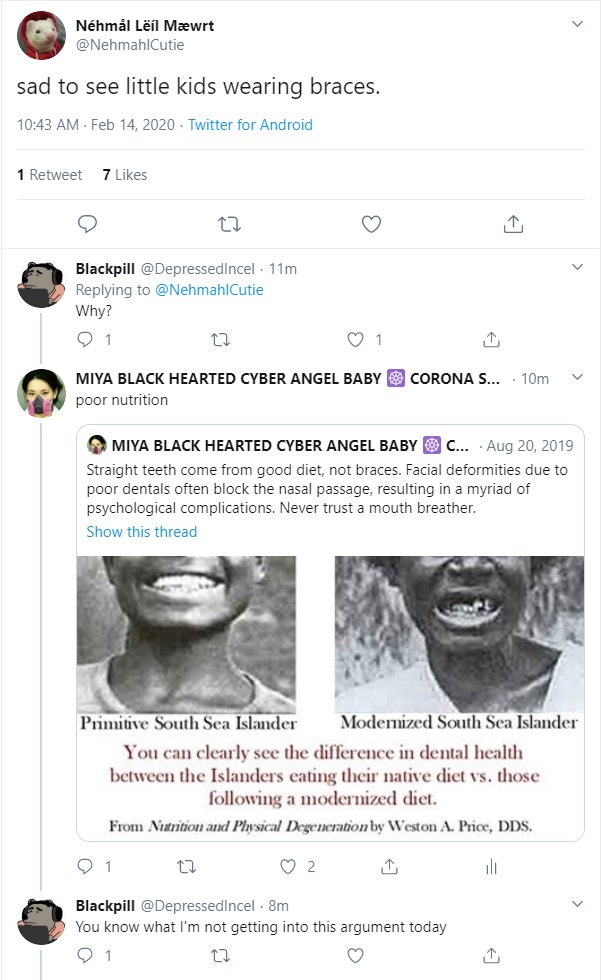 Néhmål Lëíl Mæwrt
@NehmahlCutie
sad to see little kids wearing braces.
10:43 AM · Feb 14, 2020 · Twitter for Android
1 Retweet 7 Likes
Blackpill @DepressedIncel · 11m
Replying to @NehmahlCutie
Why?
1 1
MIYA BLACK HEARTED CYBER ANGEL BABY ☸ CORONA S... · 10m
poor nutrition
MIYA BLACK HEARTED CYBER ANGEL BABY ☸ C... · Aug 20, 2019
Straight teeth come from good diet, not braces. Facial deformities due to
poor dentals often block the nasal passage, resulting in a myriad of
psychological complications. Never trust a mouth breather.
Show this thread
Primitive South Sea Islander Modernized South Sea Islander
You can clearly see the difference in dental health
between the Islanders eating their native diet vs. those
following a modernized diet.
From Nutrition and Physical Degeneration by Weston A. Price, DDS.
1 2
Blackpill @DepressedIncel · 8m
You know what I'm not getting into this argument today
1